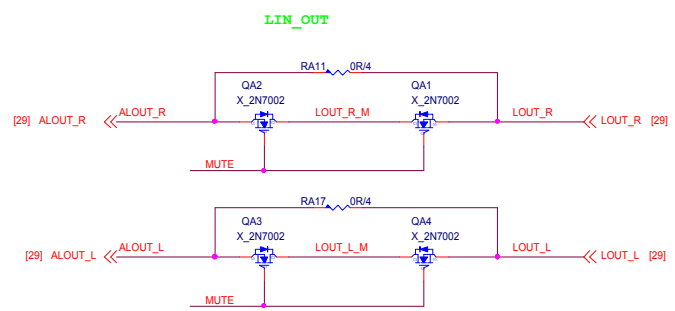 LIN_OUT
RA11 0R/4
QA2 QA1
X_2N7002 X_2N7002
[29] ALOUT_R ALOUT_R LOUT_R_M LOUT_R LOUT_R [29]
MUTE
RA17 0R/4
QA3 QA4
X_2N7002 X_2N7002
[29] ALOUT_L ALOUT_L LOUT_L_M LOUT_L LOUT_L [29]
MUTE